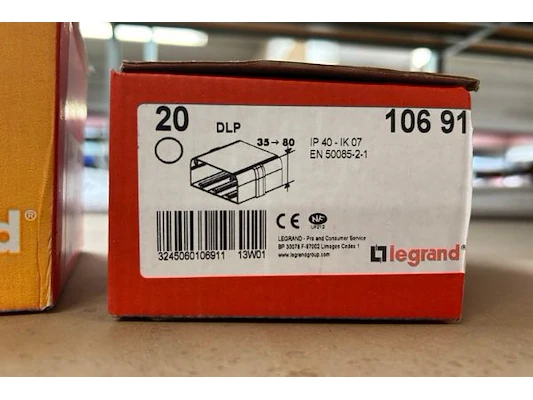 20
DLP
106 91
35→80
IP 40 - IK 07
EN 50085-2-1
CE
NF
LEGRAND - Pro and Consumer Service
BP 30076 F-87002 Limoges Cedex 1
www.legrandgroup.com
legrand®
3245060106911 13W01
d®